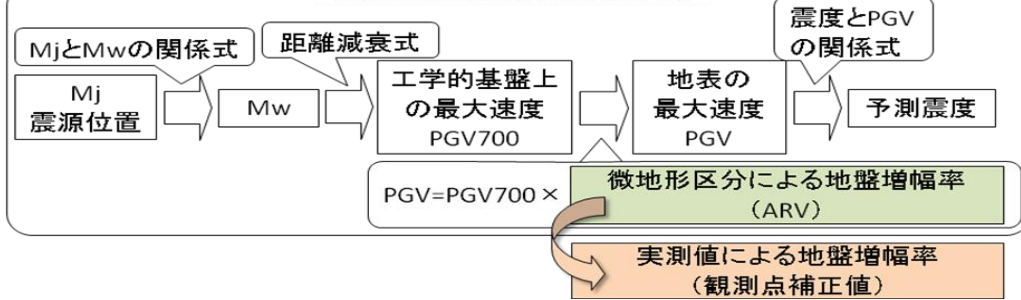 MjとMwの関係式
距離減衰式
震度とPGV
の関係式
Mj
震源位置
Mw
工学的基盤上
の最大速度
PGV700
地表の
最大速度
PGV
予測震度
PGV=PGV700×
微地形区分による地盤増幅率
(ARV)
実測値による地盤増幅率
(観測点補正値)